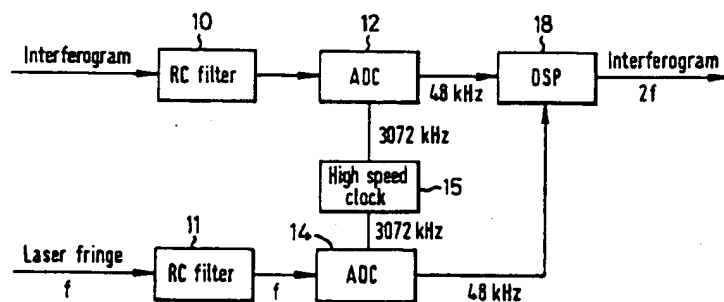 10
12
18
Interferogram
RC filter
ADC
48 kHz
DSP
Interferogram
2f
3072 kHz
High speed
clock
15
11
14
3072 kHz
Laser fringe
f
RC filter
f
ADC
48 kHz